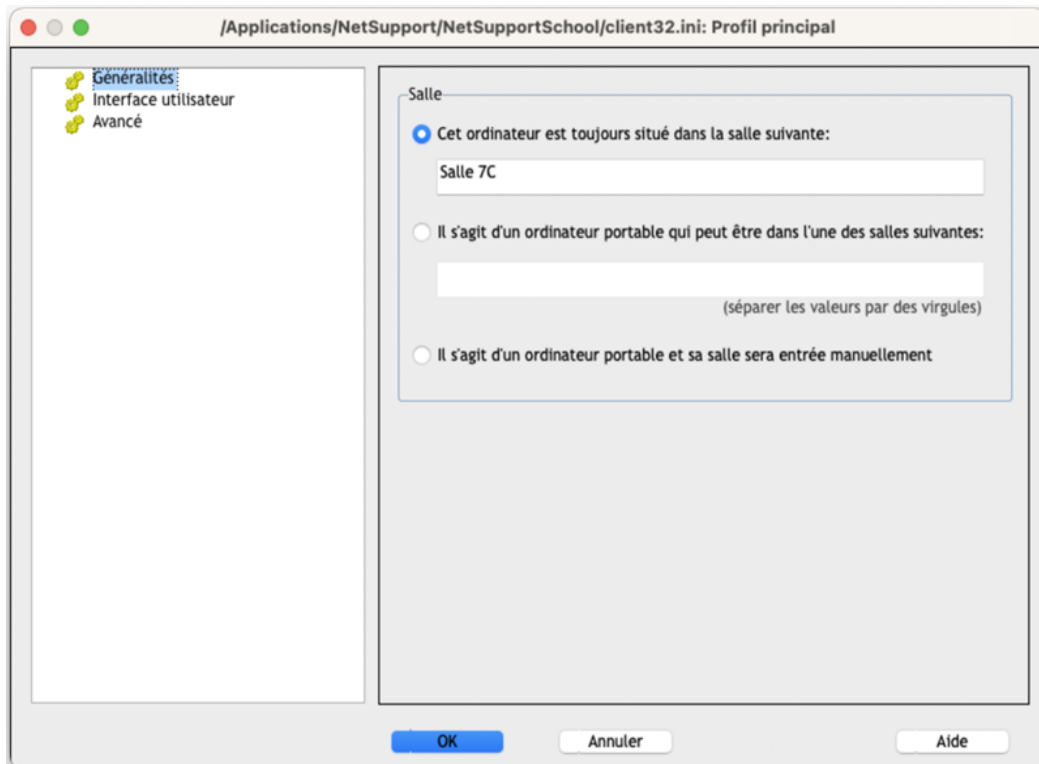 /Applications/NetSupport/NetSupportSchool/client32.ini: Profil principal
Généralités
Interface utilisateur
Avancé
Salle
Cet ordinateur est toujours situé dans la salle suivante:
Salle 7C
Il s'agit d'un ordinateur portable qui peut être dans l'une des salles suivantes:
(séparer les valeurs par des virgules)
Il s'agit d'un ordinateur portable et sa salle sera entrée manuellement
OK
Annuler
Aide